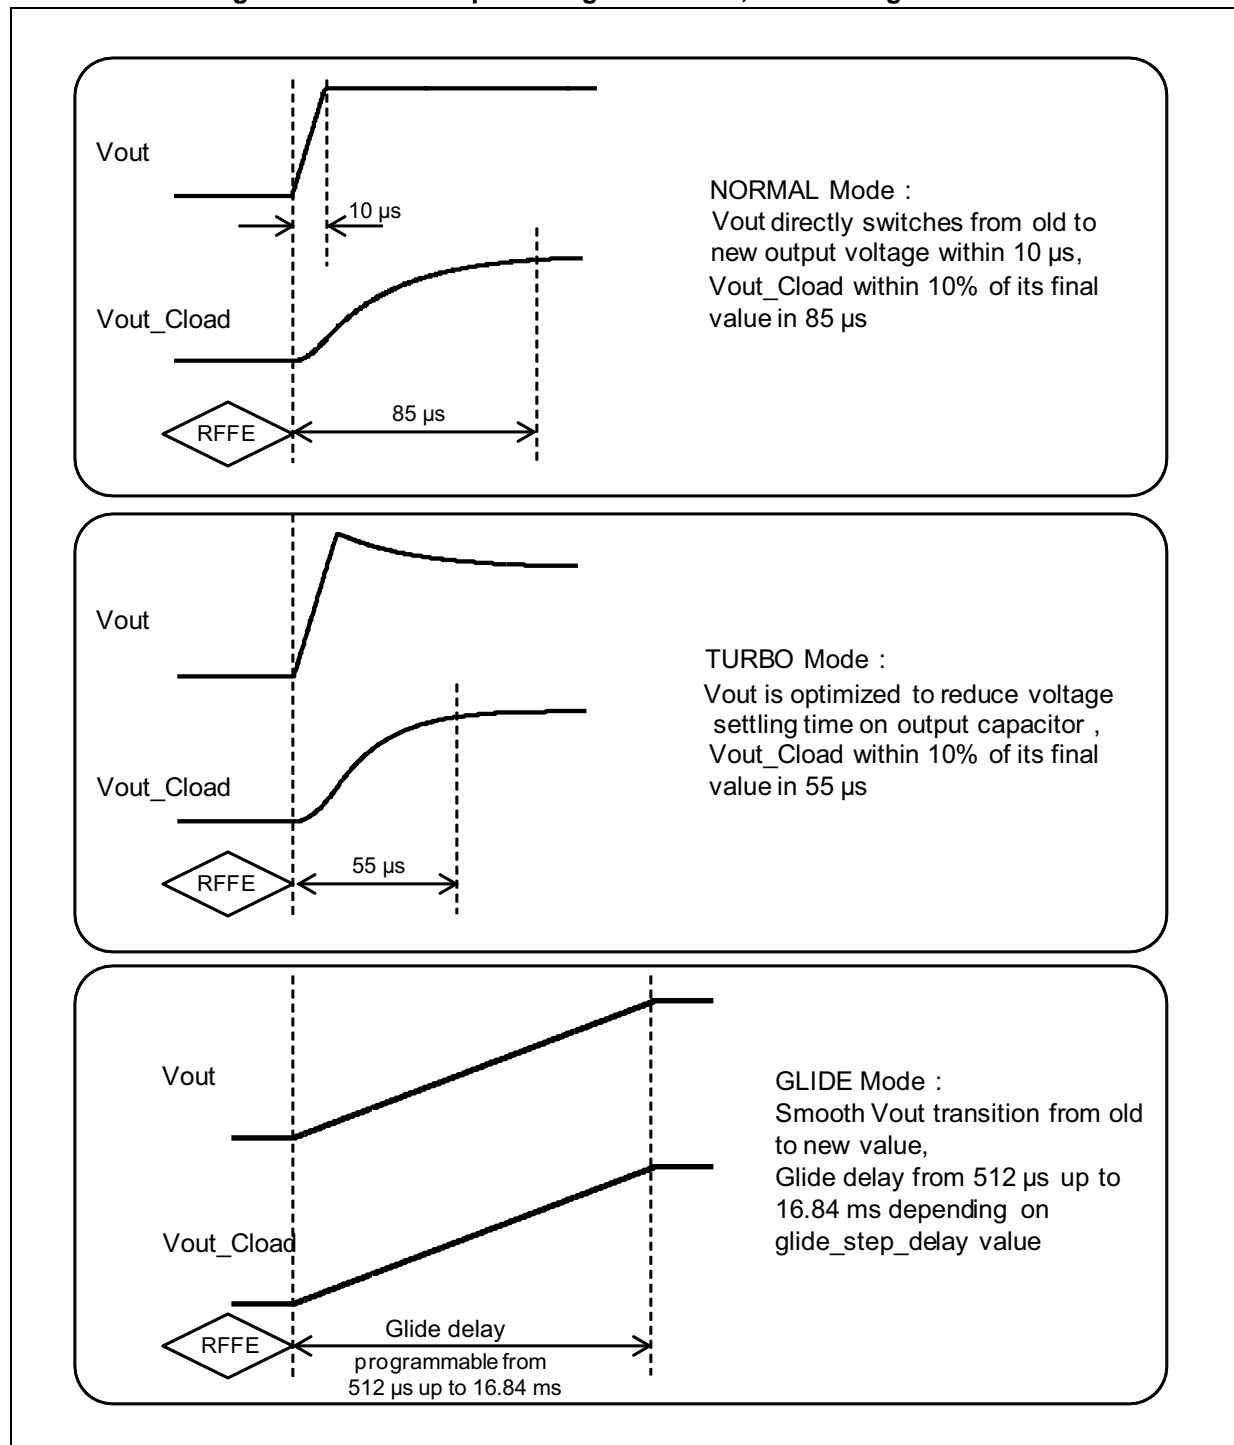 Vout
10 µs
Vout_Cload
85 µs
RFFE
NORMAL Mode :
Vout directly switches from old to
new output voltage within 10 µs,
Vout_Cload within 10% of its final
value in 85 µs
Vout
Vout_Cload
55 µs
RFFE
TURBO Mode :
Vout is optimized to reduce voltage
settling time on output capacitor ,
Vout_Cload within 10% of its final
value in 55 µs
Vout
Vout_Cload
RFFE
Glide delay
programmable from
512 µs up to 16.84 ms
GLIDE Mode :
Smooth Vout transition from old
to new value,
Glide delay from 512 µs up to
16.84 ms depending on
glide_step_delay value